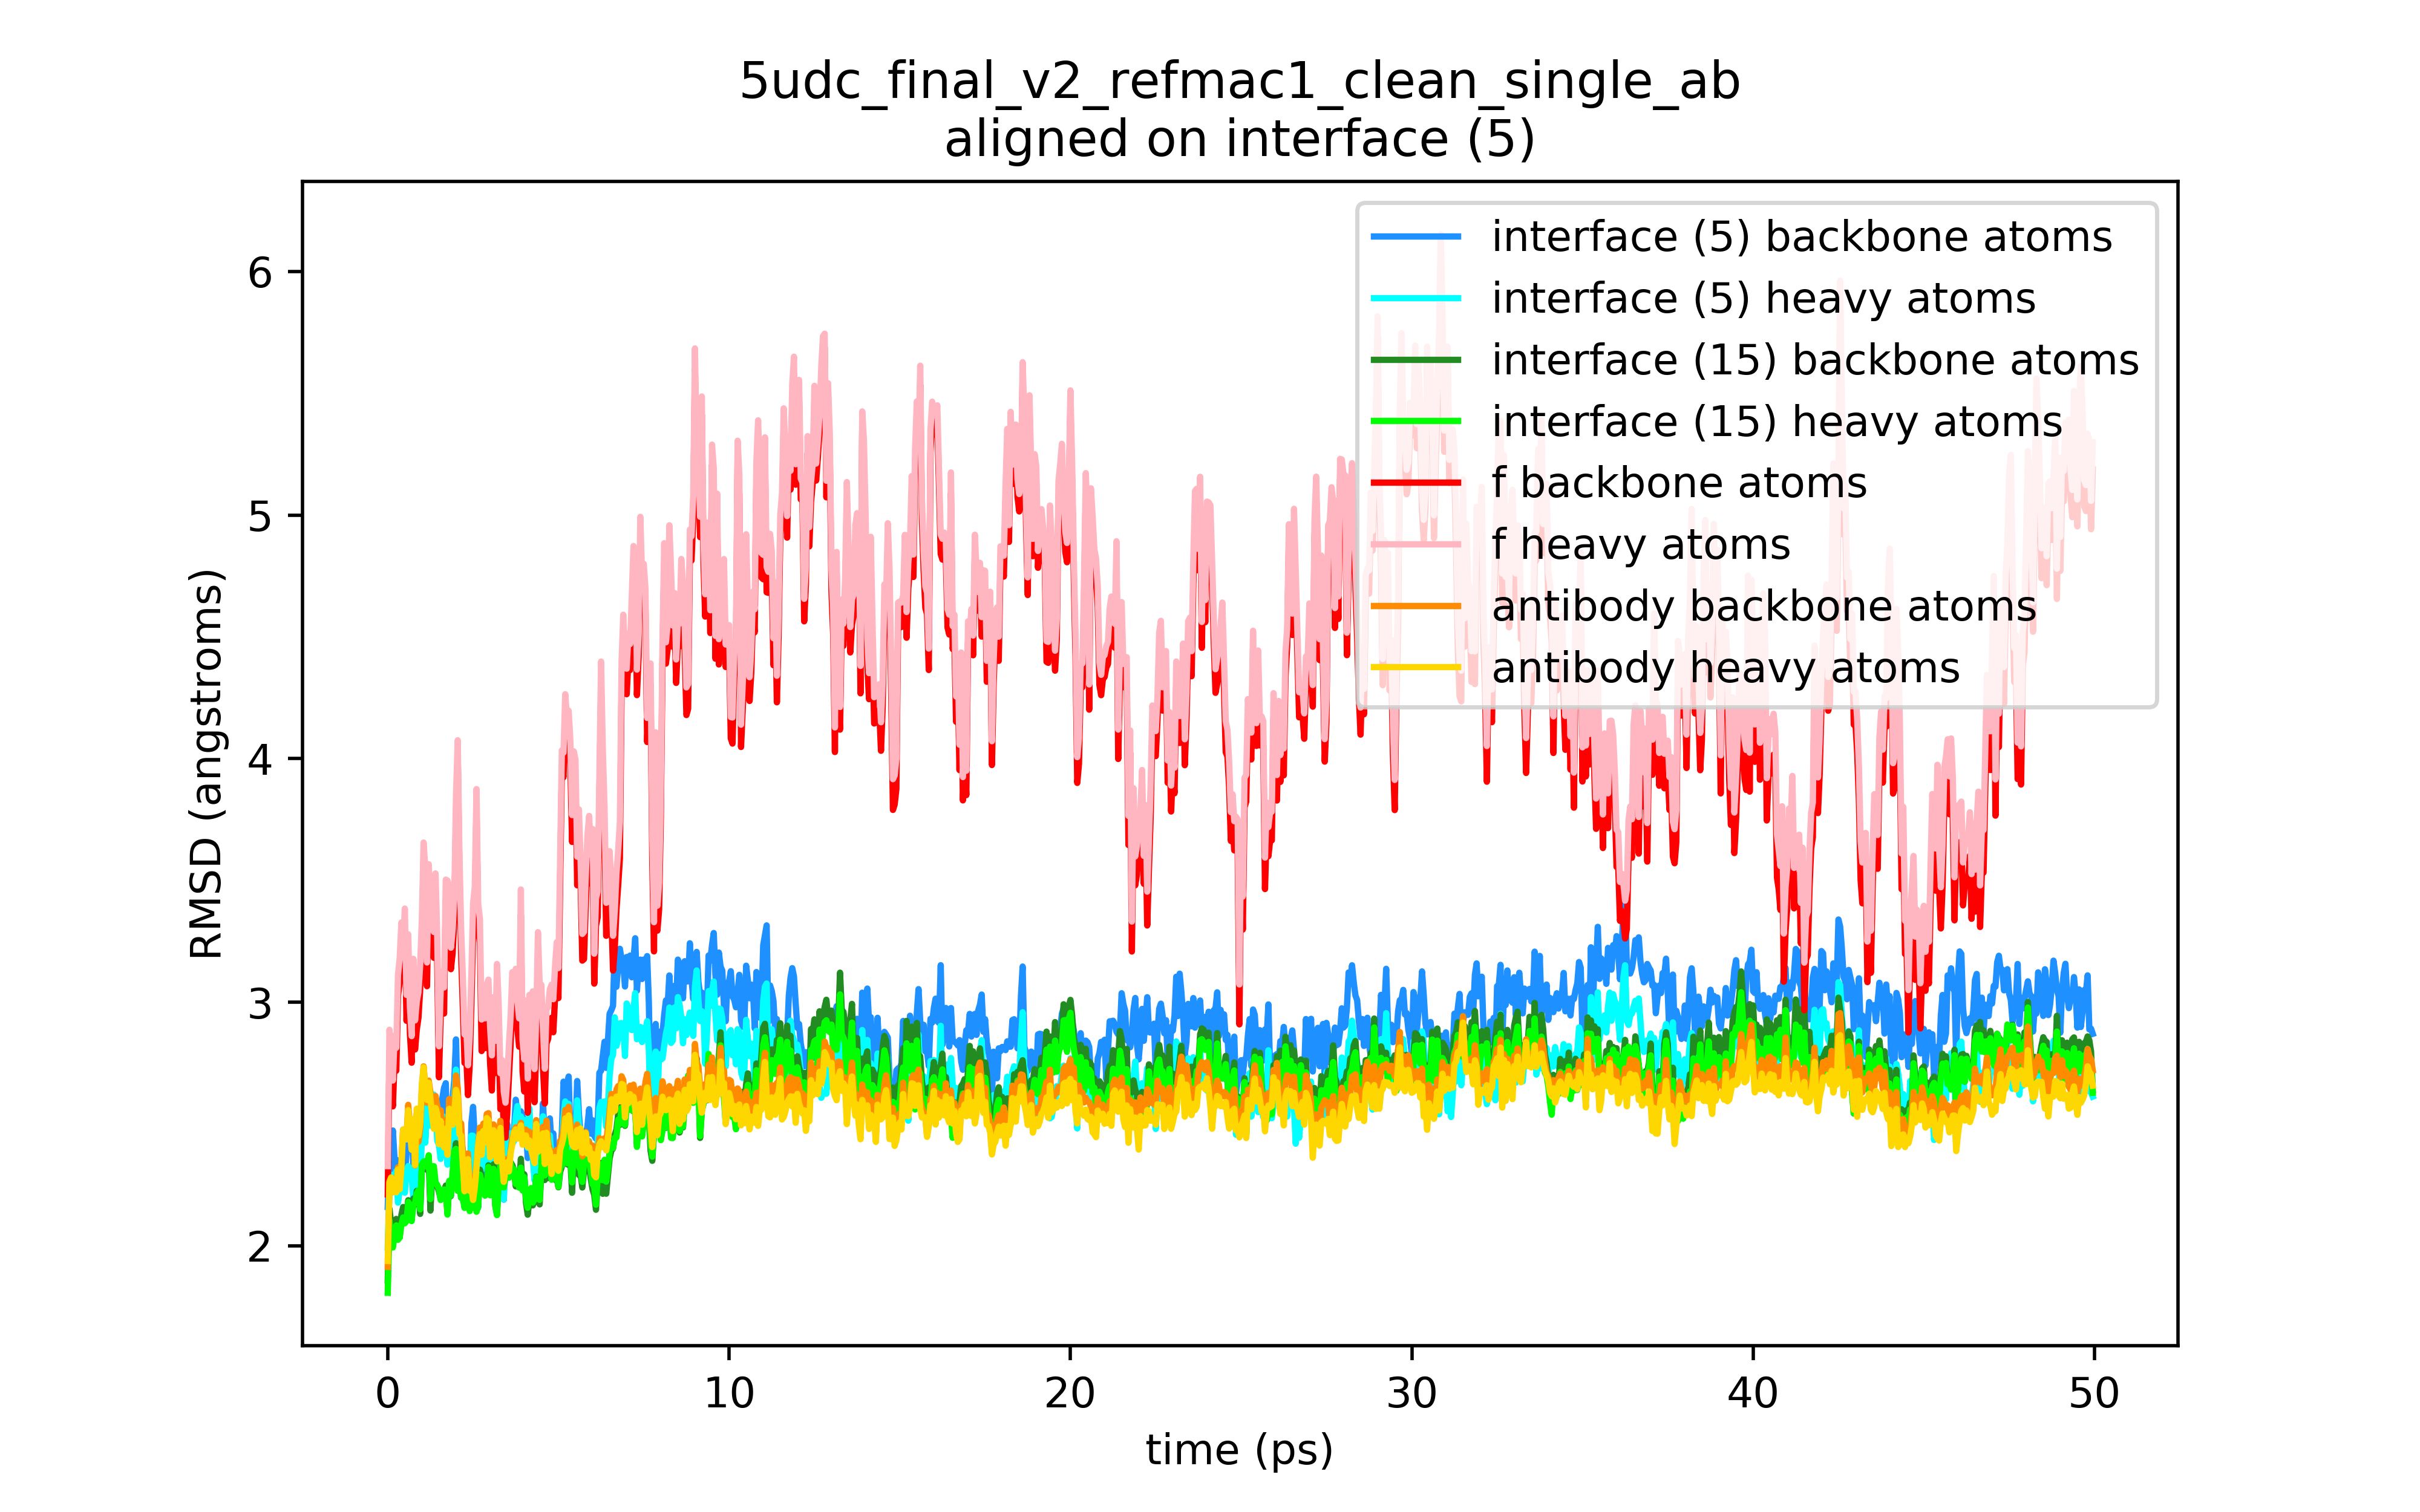 5udc_final_v2_refmac1_clean_single_ab
aligned on interface (5)
interface (5) backbone atoms
interface (5) heavy atoms
interface (15) backbone atoms
interface (15) heavy atoms
f backbone atoms
f heavy atoms
antibody backbone atoms
antibody heavy atoms
RMSD (angstroms)
6
5
4
3
2
0 10 20 30 40 50
time (ps)